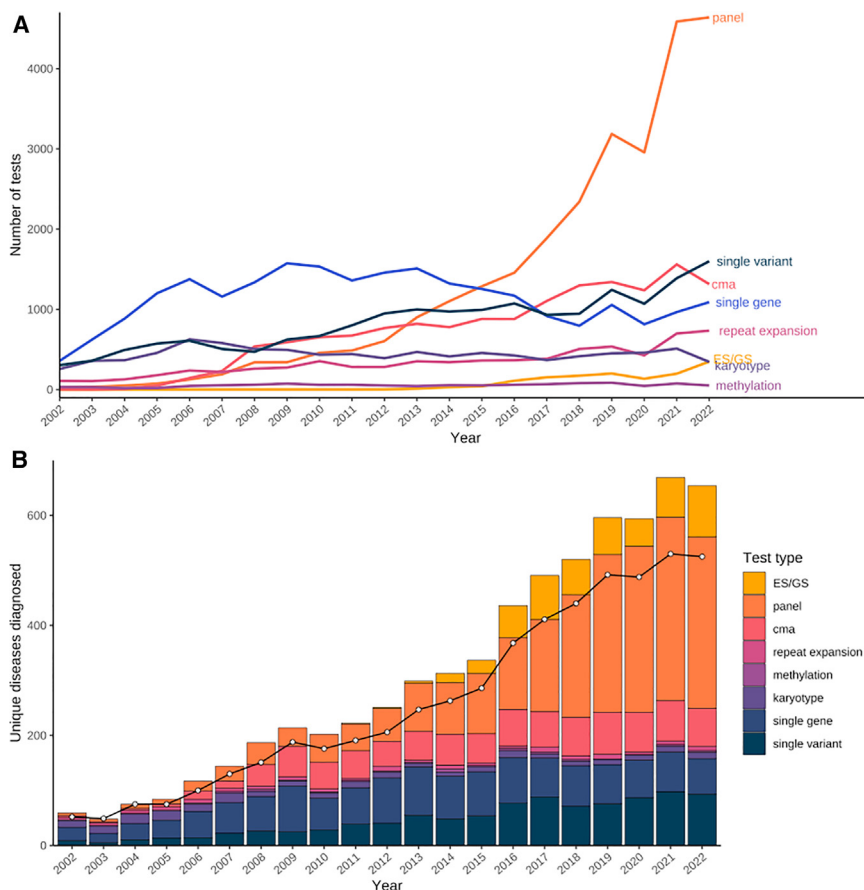 A
Number of tests
4000
3000
2000
1000
0
panel
single variant
cma
single gene
repeat expansion
ES/GS
karyotype
methylation
2002 2003 2004 2005 2006 2007 2008 2009 2010 2011 2012 2013 2014 2015 2016 2017 2018 2019 2020 2021 2022
Year
B
Unique diseases diagnosed
600
400
200
0
Test type
ES/GS
panel
cma
repeat expansion
methylation
karyotype
single gene
single variant
2002 2003 2004 2005 2006 2007 2008 2009 2010 2011 2012 2013 2014 2015 2016 2017 2018 2019 2020 2021 2022
Year